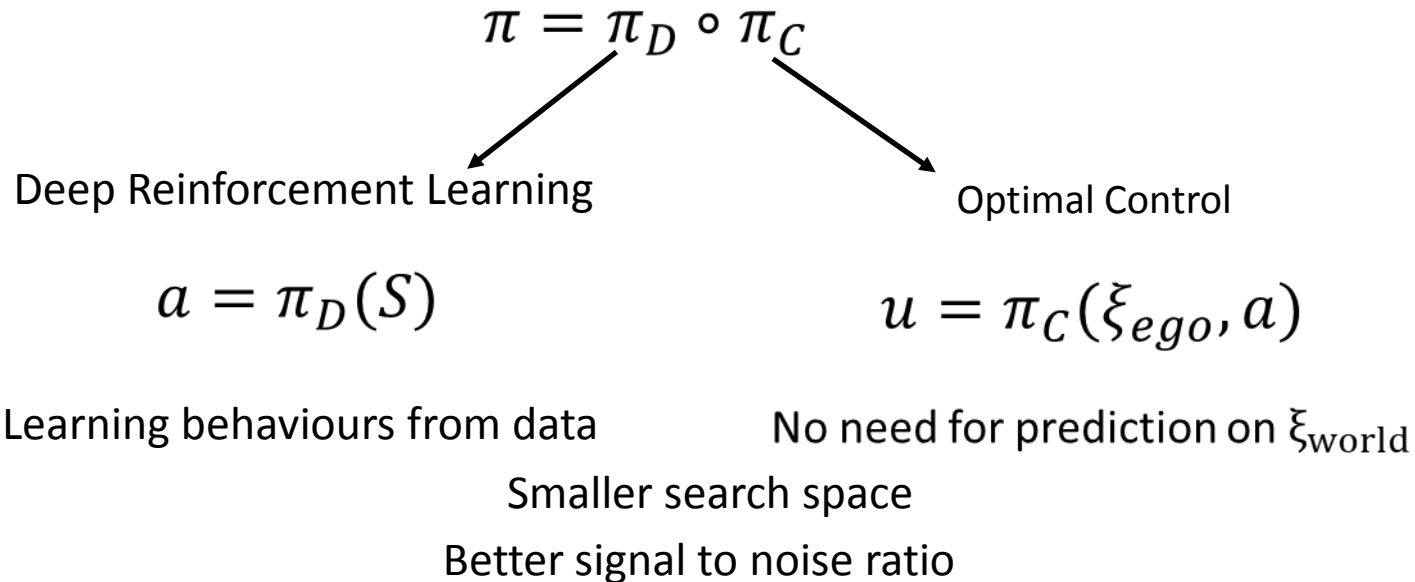 π = π_D ∘ π_C
Deep Reinforcement Learning
Optimal Control
a = π_D(S)
u = π_C(ξ_ego, a)
Learning behaviours from data
No need for prediction on ξ_world
Smaller search space
Better signal to noise ratio